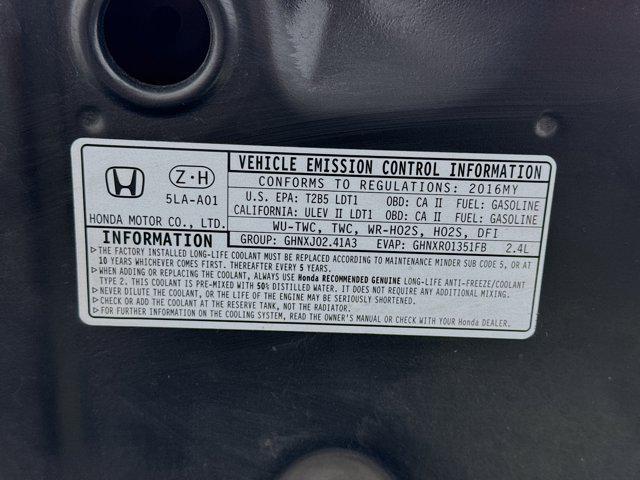 Z·H
5LA-A01
HONDA MOTOR CO., LTD.
VEHICLE EMISSION CONTROL INFORMATION
CONFORMS TO REGULATIONS: 2016MY
U.S. EPA: T2B5 LDT1 OBD: CA II FUEL: GASOLINE
CALIFORNIA: ULEV II LDT1 OBD: CA II FUEL: GASOLINE
WU-TWC, TWC, WR-HO2S, HO2S, DFI
GROUP: GHNXJ02.41A3 EVAP: GHNXR01351FB 2.4L
INFORMATION
▷THE FACTORY INSTALLED LONG-LIFE COOLANT MUST BE REPLACED ACCORDING TO MAINTENANCE MINDER SUB CODE 5, OR AT
10 YEARS WHICHEVER COMES FIRST. THEREAFTER EVERY 5 YEARS.
▷WHEN ADDING OR REPLACING THE COOLANT, ALWAYS USE Honda RECOMMENDED GENUINE LONG-LIFE ANTI-FREEZE/COOLANT
TYPE 2. THIS COOLANT IS PRE-MIXED WITH 50% DISTILLED WATER. IT DOES NOT REQUIRE ANY ADDITIONAL MIXING.
▷NEVER DILUTE THE COOLANT, OR THE LIFE OF THE ENGINE MAY BE SERIOUSLY SHORTENED.
▷CHECK OR ADD THE COOLANT AT THE RESERVE TANK, NOT THE RADIATOR.
▷FOR FURTHER INFORMATION ON THE COOLING SYSTEM, READ THE OWNER'S MANUAL OR CHECK WITH YOUR Honda DEALER.